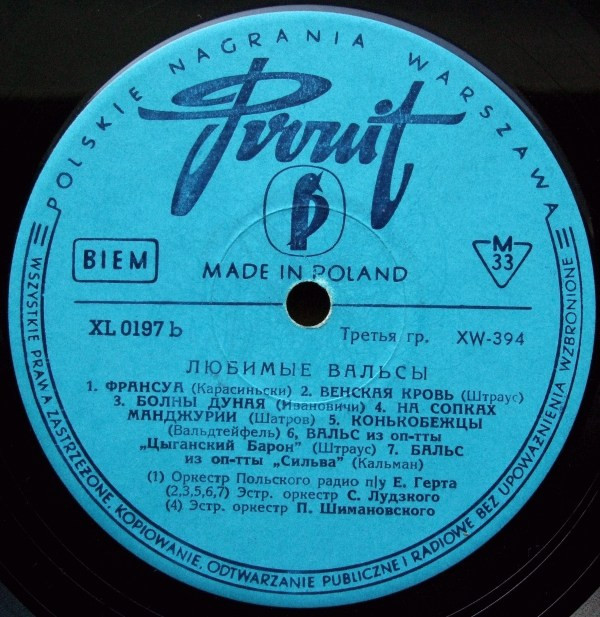 POLSKIE NAGRANIA WARSZAWA
Pronit
BIEM
MADE IN POLAND
M
33
XL 0197 b
Третья гр. XW-394
ЛЮБИМЫЕ ВАЛЬСЫ
1. ФРАНСУА (Карасиньски) 2. ВЕНСКАЯ КРОВЬ (Штраус)
3. БОЛНЫ ДУНАЯ (Изановичи) 4. НА СОПКАХ
МАНДЖУРИИ (Шатров) 5. КОНЬКОБЕЖЦЫ
(Вальдтейфель) 6, ВАЛЬС из оп-тты
„Цыганский Барон" (Штраус) 7. БАЛЬС
из оп-тты „Сильва" (Кальман)
(1) Оркестр Польского радио п/у Е. Герта
(2,3,5,6,7) Эстр. оркестр С. Лудзкого
(4) Эстр. оркестр П. Шимановского
WSZYSTKIE PRAWA ZASTRZEŻONE. KOPIOWANIE, ODTWARZANIE PUBLICZNE I RADIOWE BEZ UPOWAŻNIENIA WZBRONIONE